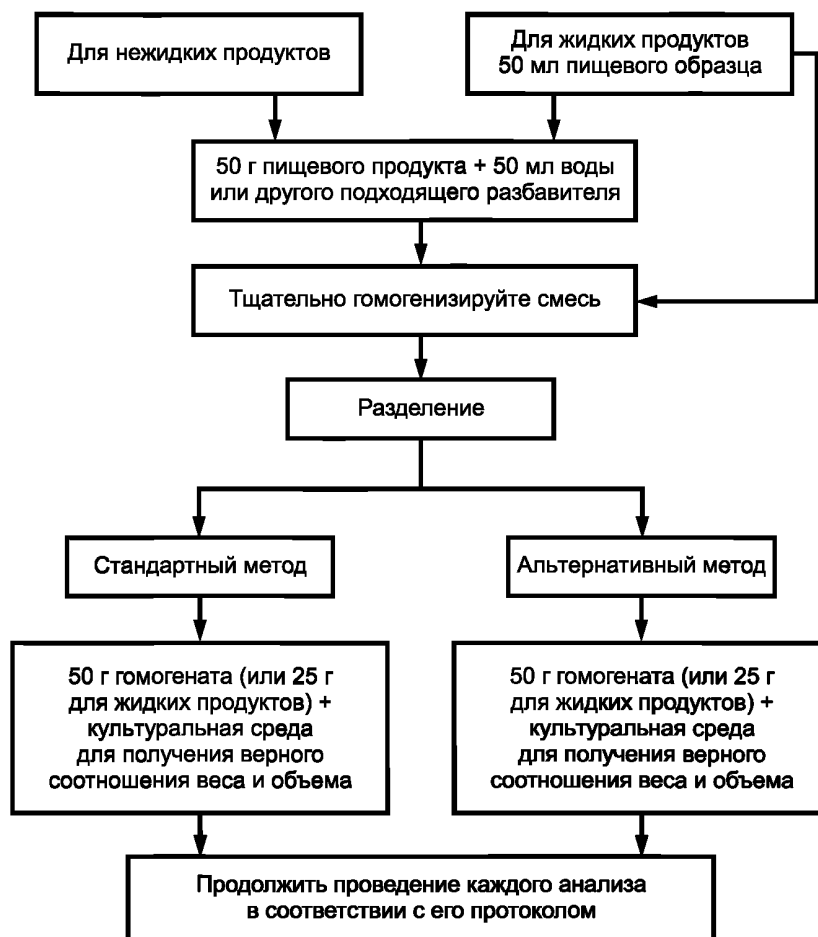 Для нежидких продуктов
Для жидких продуктов
50 мл пищевого образца
50 г пищевого продукта + 50 мл воды
или другого подходящего разбавителя
Тщательно гомогенизируйте смесь
Разделение
Стандартный метод
Альтернативный метод
50 г гомогената (или 25 г
для жидких продуктов) +
культуральная среда
для получения верного
соотношения веса и объема
50 г гомогената (или 25 г
для жидких продуктов) +
культуральная среда
для получения верного
соотношения веса и объема
Продолжить проведение каждого анализа
в соответствии с его протоколом